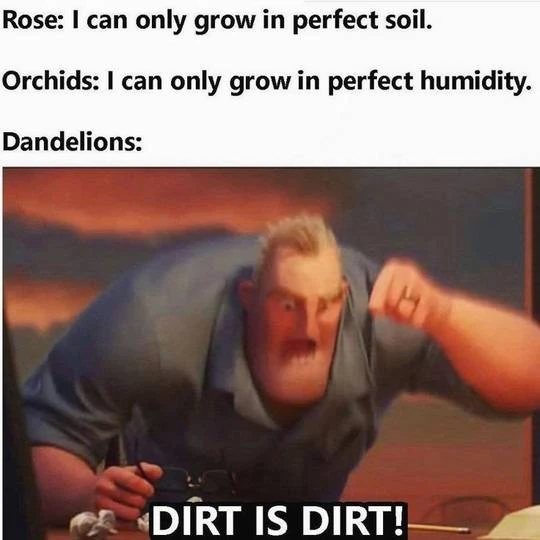 Rose: I can only grow in perfect soil.
Orchids: I can only grow in perfect humidity.
Dandelions:
DIRT IS DIRT!